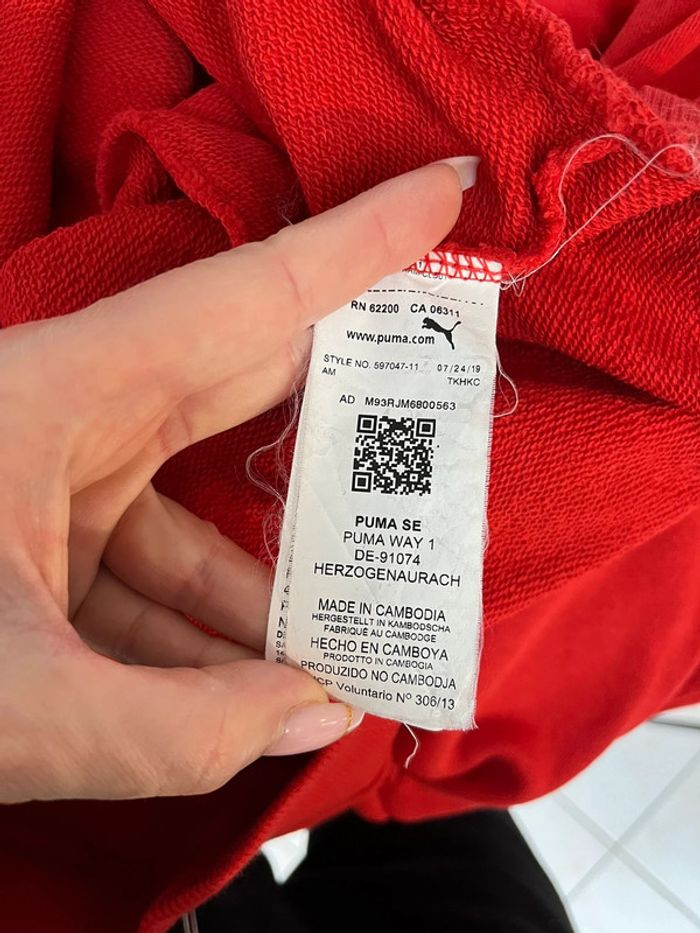 RN 62200 CA 06311
www.puma.com
STYLE NO. 597047-11 07/24/19
AM TKHKC
AD M93RJM6800563
PUMA SE
PUMA WAY 1
DE-91074
HERZOGENAURACH
MADE IN CAMBODIA
HERGESTELLT IN KAMBODSCHA
FABRIQUÉ AU CAMBODGE
HECHO EN CAMBOYA
PRODOTTO IN CAMBOGIA
PRODUZIDO NO CAMBODJA
Voluntario Nº 306/13